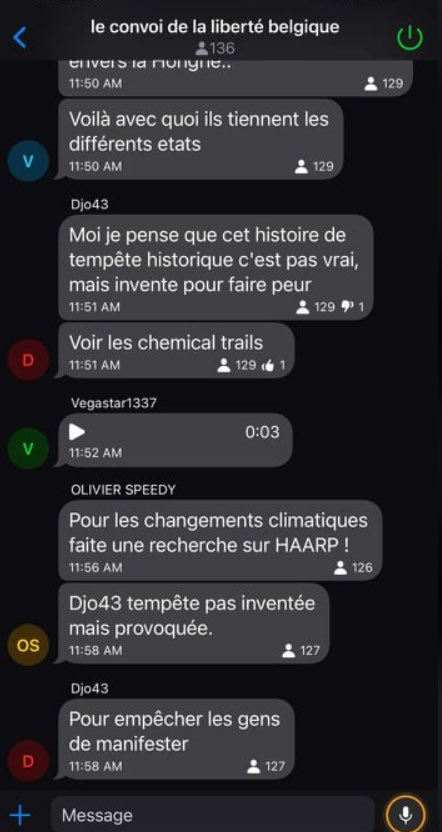 le convoi de la liberté belgique
136
envers la Hongrie..
11:50 AM 129
Voilà avec quoi ils tiennent les
différents etats
V
11:50 AM 129
Djo43
Moi je pense que cet histoire de
tempête historique c'est pas vrai,
mais invente pour faire peur
11:51 AM 129 1
Voir les chemical trails
D
11:51 AM 129 1
Vegastar1337
0:03
V
11:52 AM
OLIVIER SPEEDY
Pour les changements climatiques
faite une recherche sur HAARP !
11:56 AM 126
Djo43 tempête pas inventée
mais provoquée.
OS
11:58 AM 127
Djo43
Pour empêcher les gens
de manifester
D
11:58 AM 127
Message